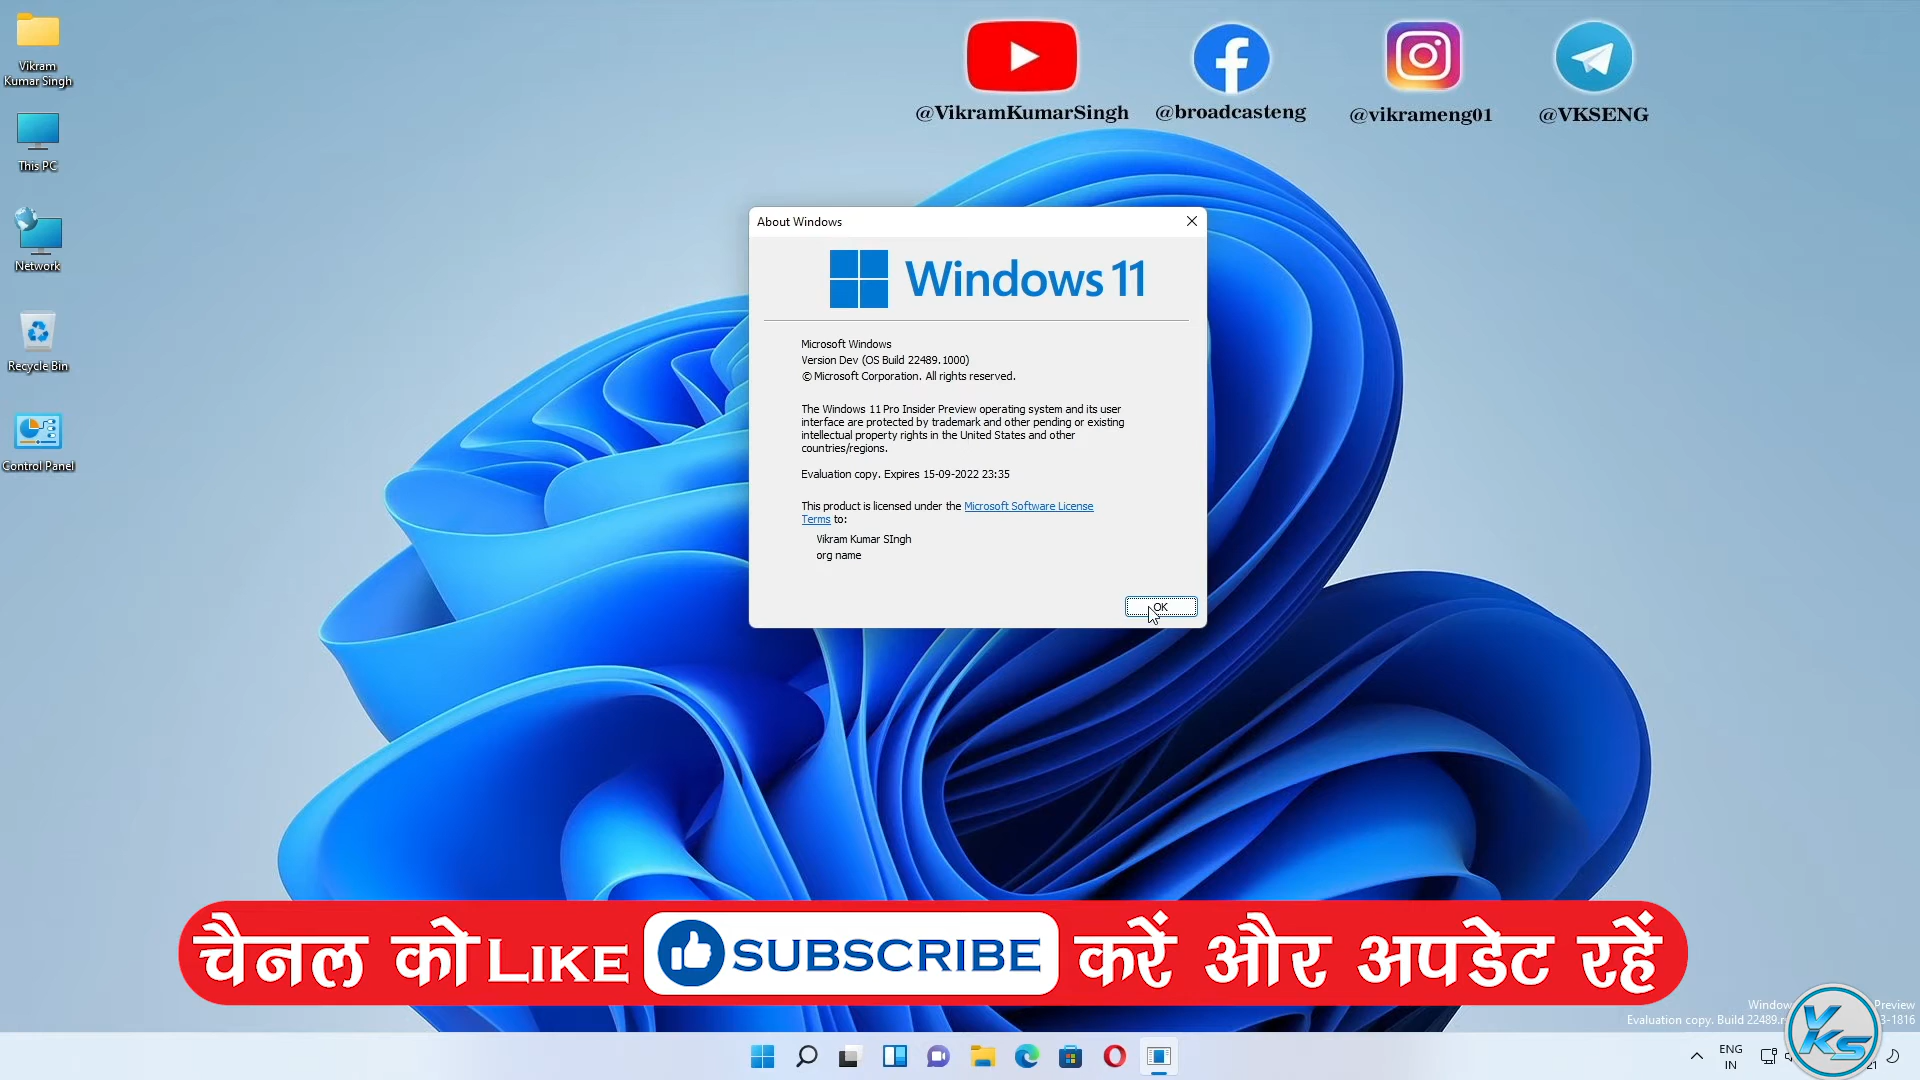 Vikram
Kumar Singh
This PC
Network
Recycle Bin
Control Panel
@VikramKumarSingh
@broadcasteng
@vikrameng01
@VKSENG
About Windows
Windows 11
Microsoft Windows
Version Dev (OS Build 22489.1000)
© Microsoft Corporation. All rights reserved.
The Windows 11 Pro Insider Preview operating system and its user
interface are protected by trademark and other pending or existing
intellectual property rights in the United States and other
countries/regions.
Evaluation copy. Expires 15-09-2022 23:35
This product is licensed under the Microsoft Software License
Terms to:
Vikram Kumar SIngh
org name
OK
चैनल को LIKE SUBSCRIBE करें और अपडेट रहें
Preview
Evaluation copy. Build 22489.
ENG
IN
VKS